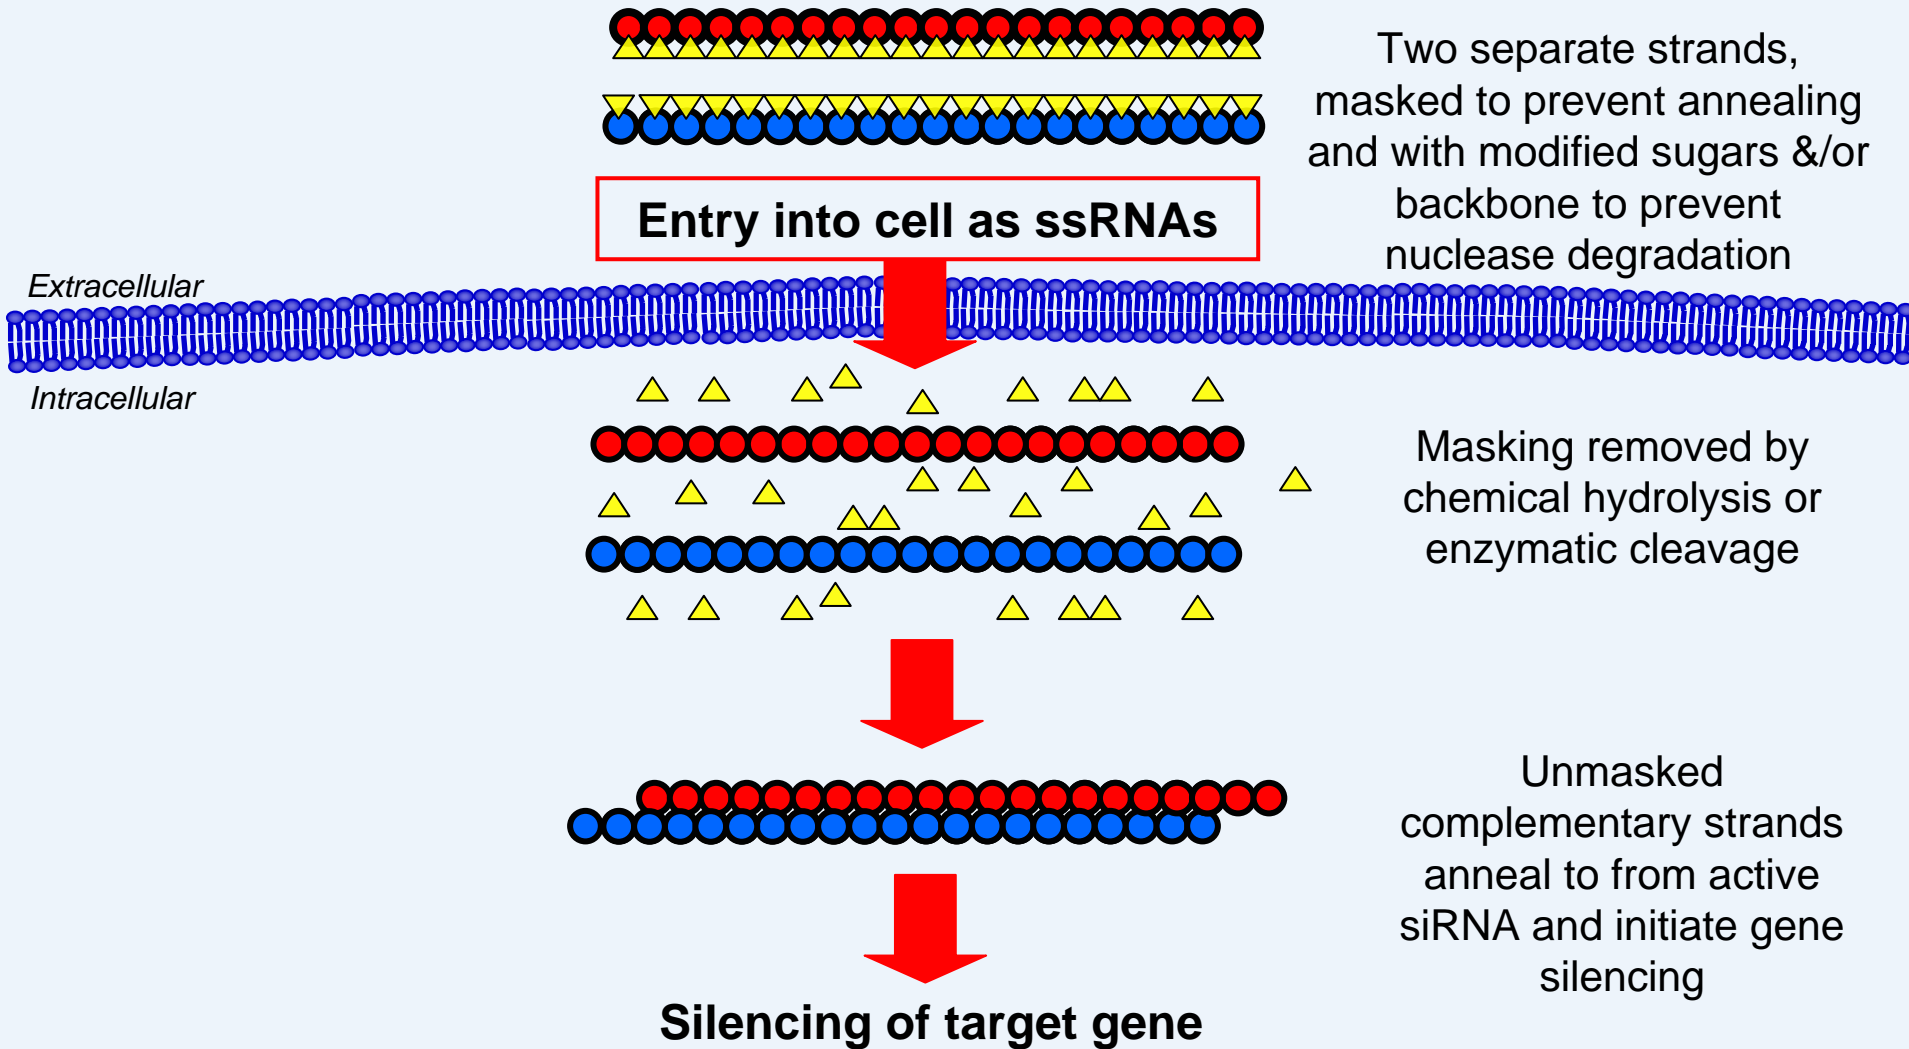 Two separate strands,
masked to prevent annealing
and with modified sugars &/or
backbone to prevent
nuclease degradation
Entry into cell as ssRNAs
Extracellular
Intracellular
Masking removed by
chemical hydrolysis or
enzymatic cleavage
Unmasked
complementary strands
anneal to from active
siRNA and initiate gene
silencing
Silencing of target gene